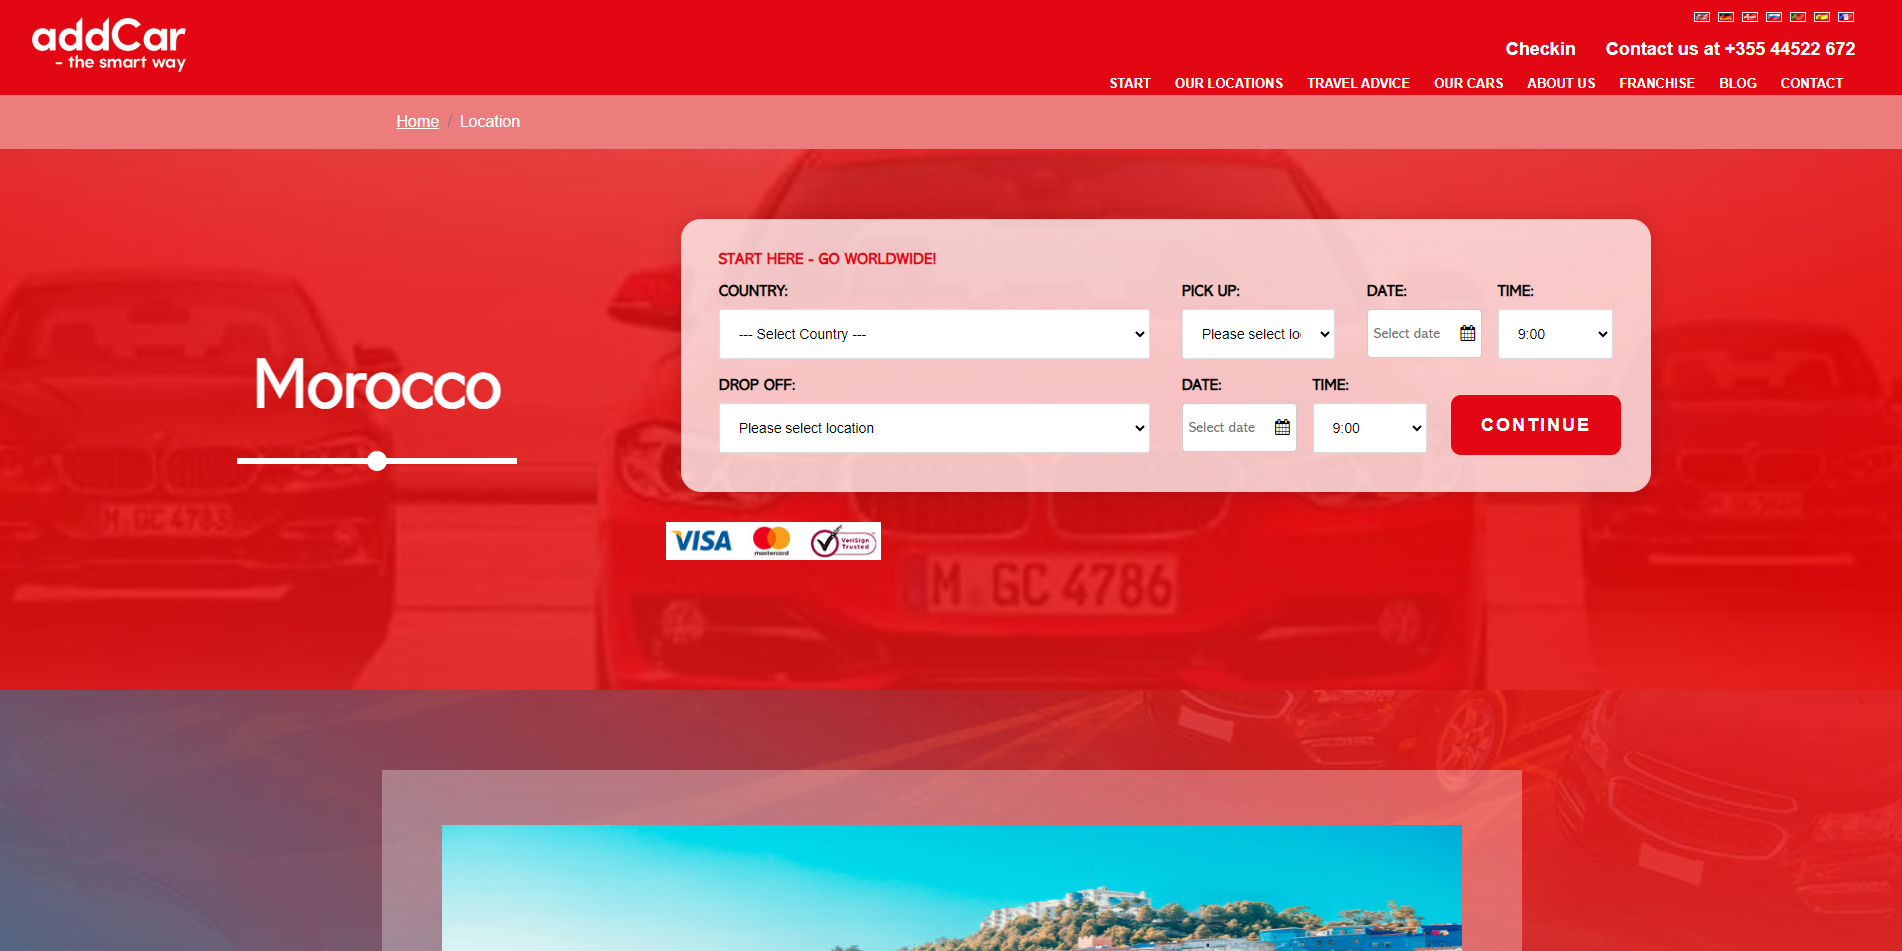 addCar
- the smart way
Checkin
Contact us at +355 44522 672
START
OUR LOCATIONS
TRAVEL ADVICE
OUR CARS
ABOUT US
FRANCHISE
BLOG
CONTACT
Home / Location
Morocco
START HERE - GO WORLDWIDE!
COUNTRY:
PICK UP:
DATE:
TIME:
--- Select Country ---
Please select lo
Select date
9:00
DROP OFF:
DATE:
TIME:
Please select location
Select date
9:00
CONTINUE
VISA
mastercard
VeriSign
Trusted
M GC 4783
M GC 4786